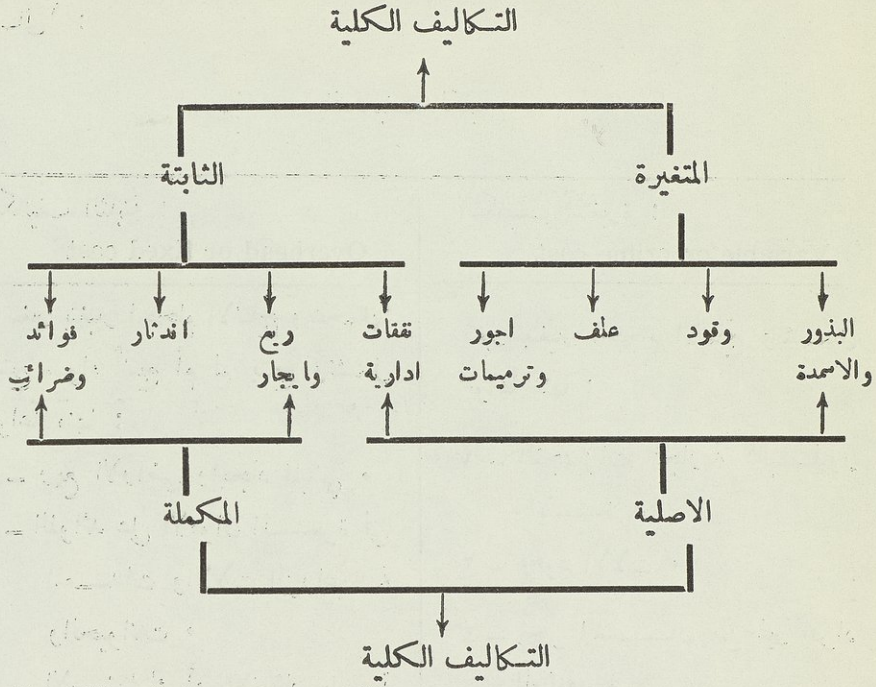 التكاليف الكلية
المتغيرة الثابتة
البذور وقود علف اجور نفقات ريع اندثار فوائد
والاسمدة وترميمات ادارية وايجار وضرائب
الاصلية المكملة
التكاليف الكلية